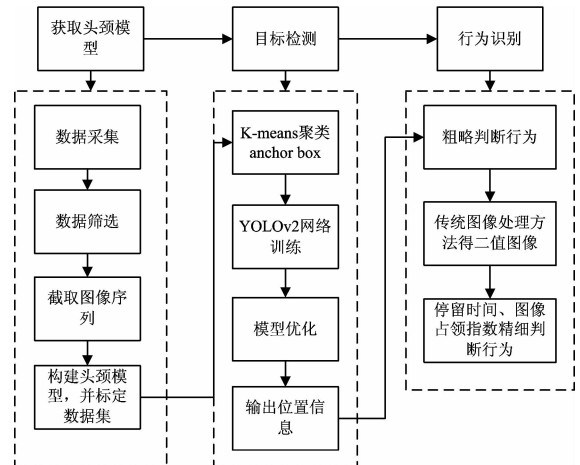 获取头颈模
型
目标检测
行为识别
数据采集
数据筛选
截取图像序
列
构建头颈模
型，并标定
数据集
K-means聚类
anchor box
YOLOv2网络
训练
模型优化
输出位置信
息
粗略判断行为
传统图像处理方
法得二值图像
停留时间、图像
占领指数精细判
断行为